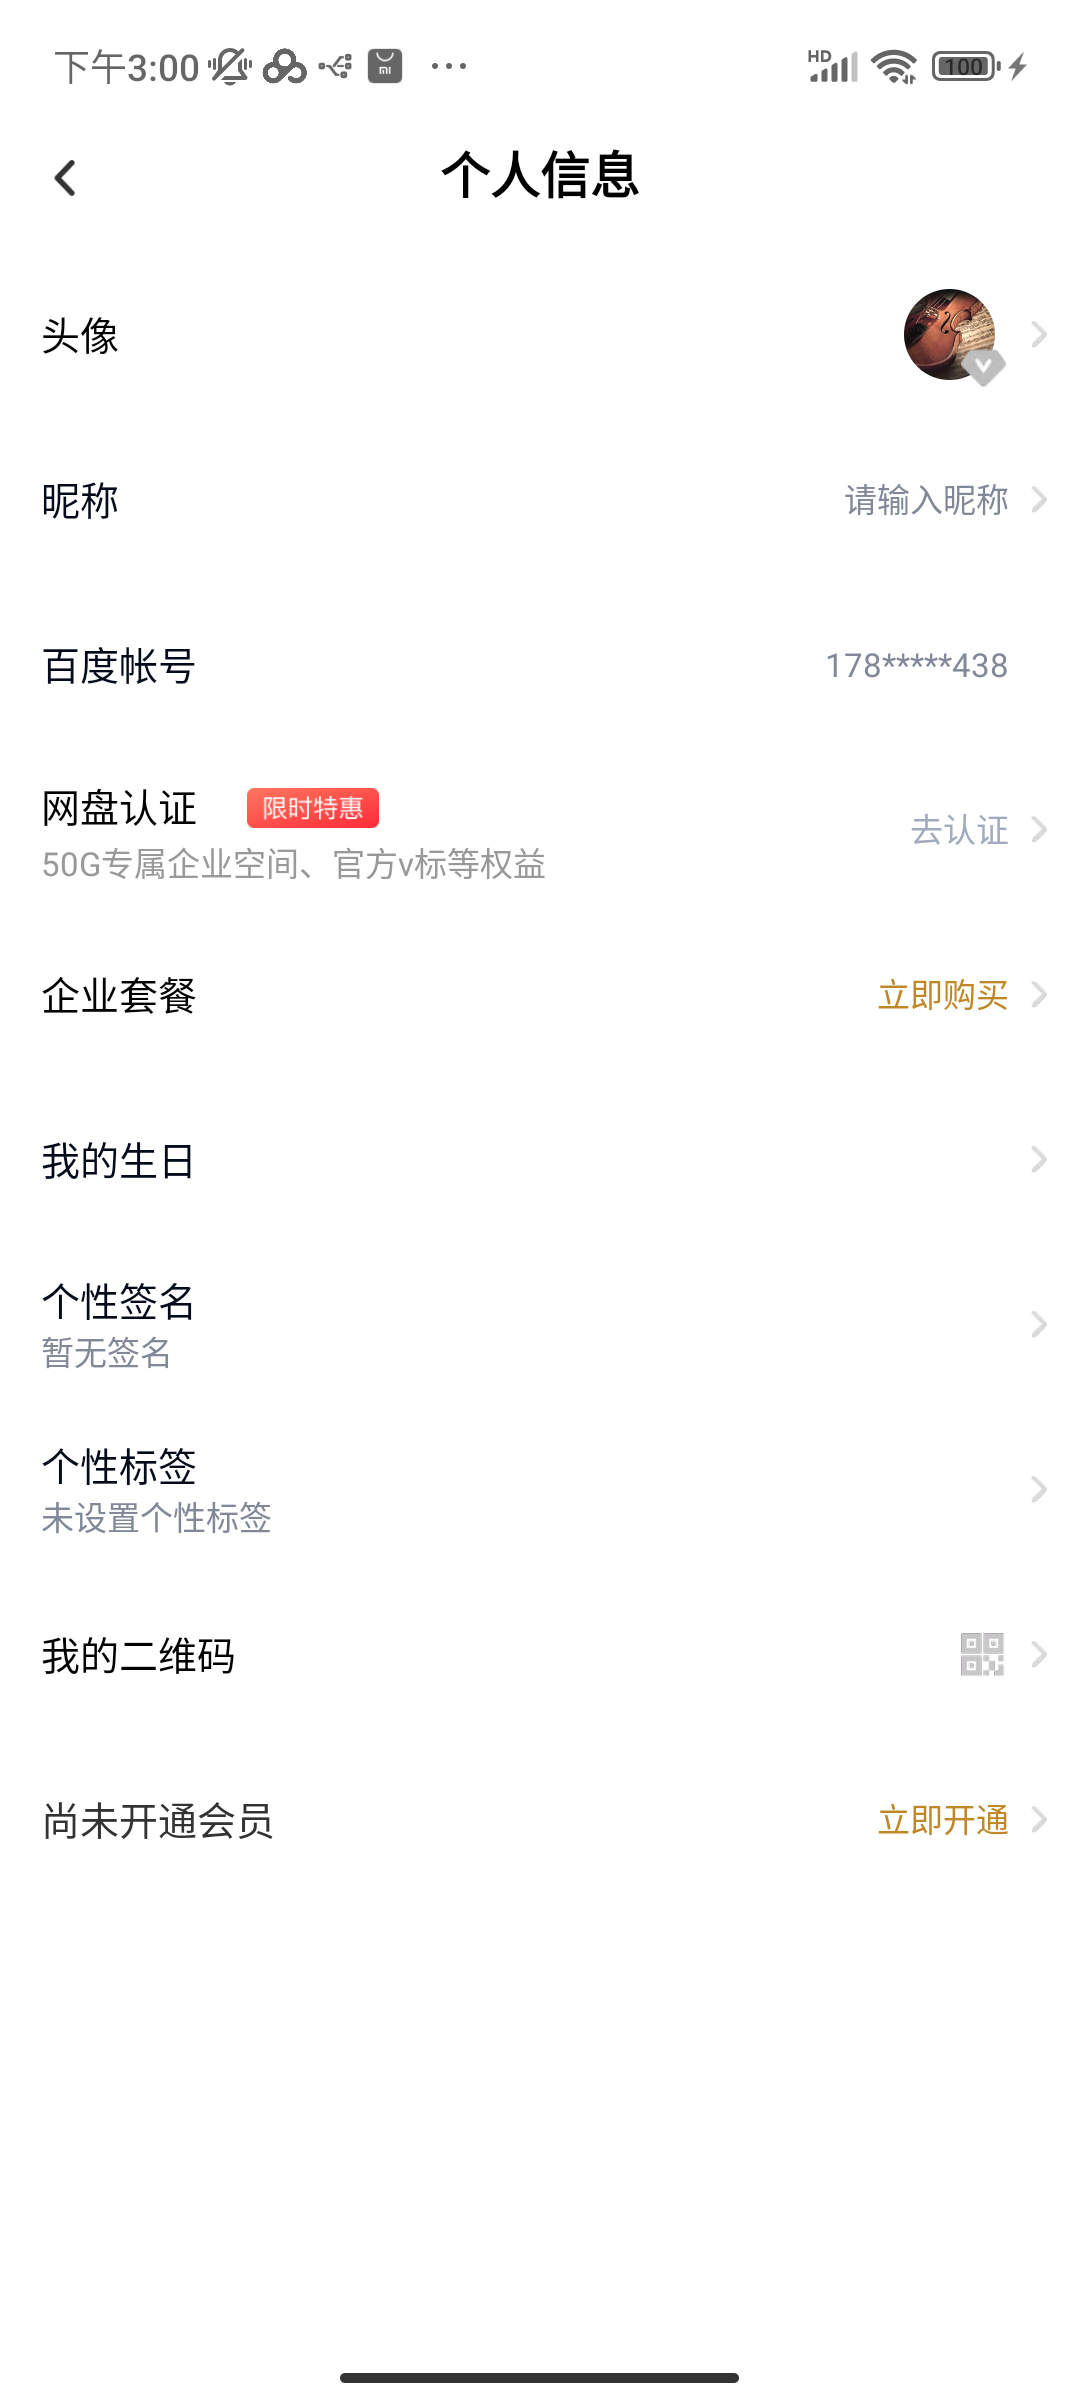 下午3:00
HD
100
个人信息
头像
昵称
请输入昵称
百度帐号
178*****438
网盘认证
限时特惠
50G专属企业空间、官方v标等权益
去认证
企业套餐
立即购买
我的生日
个性签名
暂无签名
个性标签
未设置个性标签
我的二维码
尚未开通会员
立即开通